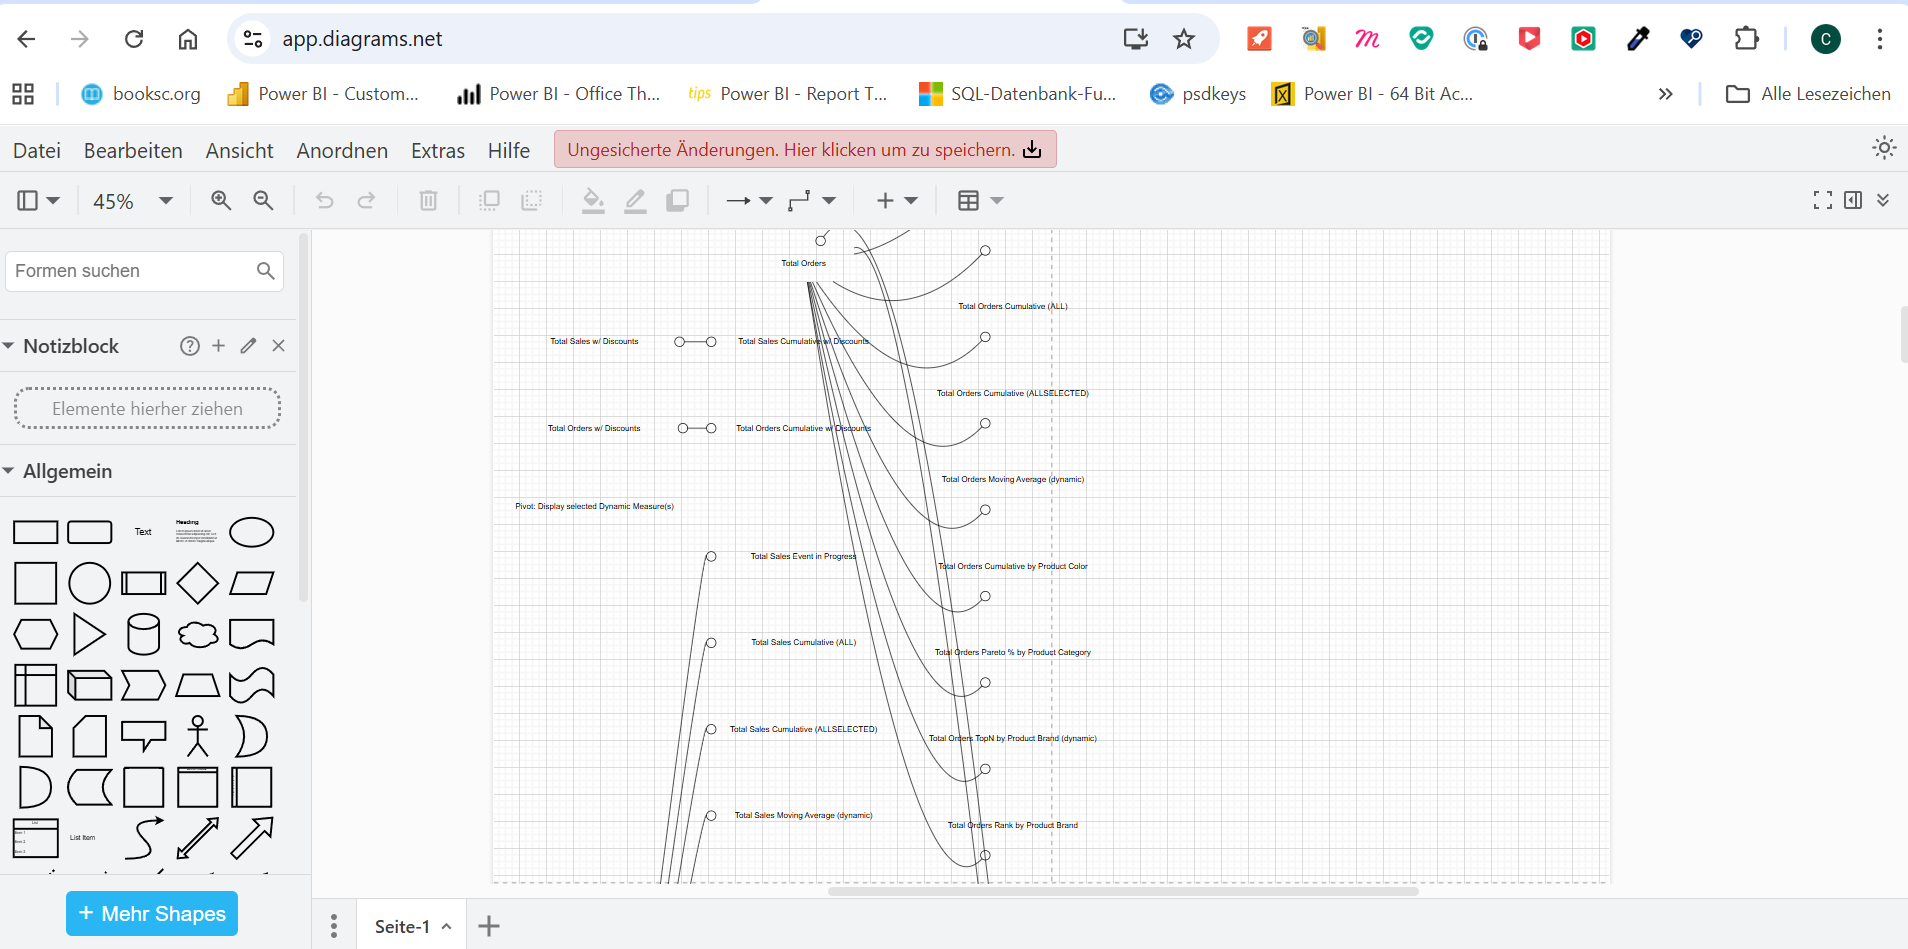 app.diagrams.net
C
booksc.org
Power BI - Custom...
Power BI - Office Th...
tips
Power BI - Report T...
SQL-Datenbank-Fu...
psdkeys
Power BI - 64 Bit Ac...
»
Alle Lesezeichen
Datei
Bearbeiten
Ansicht
Anordnen
Extras
Hilfe
Ungesicherte Änderungen. Hier klicken um zu speichern.
45%
Formen suchen
Notizblock
Elemente hierher ziehen
Allgemein
Text
Heading
List Item
+ Mehr Shapes
Total Orders
Total Orders Cumulative (ALL)
Total Sales w/ Discounts
Total Sales Cumulative w/ Discounts
Total Orders Cumulative (ALLSELECTED)
Total Orders w/ Discounts
Total Orders Cumulative w/ Discounts
Total Orders Moving Average (dynamic)
Pivot: Display selected Dynamic Measure(s)
Total Sales Event in Progress
Total Orders Cumulative by Product Color
Total Sales Cumulative (ALL)
Total Orders Pareto % by Product Category
Total Sales Cumulative (ALLSELECTED)
Total Orders TopN by Product Brand (dynamic)
Total Sales Moving Average (dynamic)
Total Orders Rank by Product Brand
Seite-1